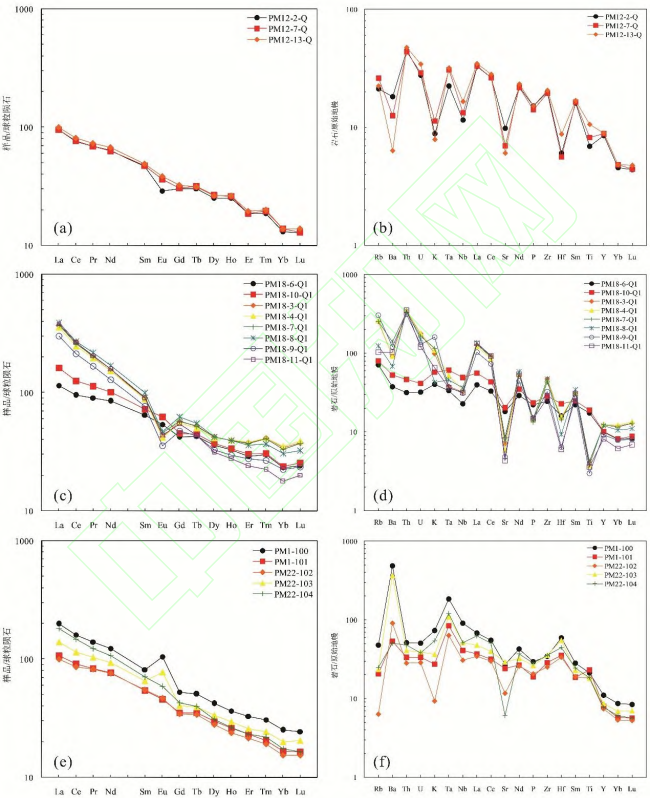 1000
100
10
样品/球粒陨石
PM12-2-Q
PM12-7-Q
PM12-13-Q
(a)
La Ce Pr Nd Sm Eu Gd Tb Dy Ho Er Tm Yb Lu
1000
100
10
1
岩石/原始地幔
PM12-2-Q
PM12-7-Q
PM12-13-Q
(b)
Rb Ba Th U K Ta Nb La Ce Sr Nd P Zr Hf Sm Ti Y Yb Lu
1000
100
10
样品/球粒陨石
PM18-6-Q1
PM18-10-Q1
PM18-3-Q1
PM18-4-Q1
PM18-7-Q1
PM18-8-Q1
PM18-9-Q1
PM18-11-Q1
(c)
La Ce Pr Nd Sm Eu Gd Tb Dy Ho Er Tm Yb Lu
1000
100
10
1
岩石/原始地幔
PM18-6-Q1
PM18-10-Q1
PM18-3-Q1
PM18-4-Q1
PM18-7-Q1
PM18-8-Q1
PM18-9-Q1
PM18-11-Q1
(d)
Rb Ba Th U K Ta Nb La Ce Sr Nd P Zr Hf Sm Ti Y Yb Lu
1000
100
10
样品/球粒陨石
PM1-100
PM1-101
PM22-102
PM22-103
PM22-104
(e)
La Ce Pr Nd Sm Eu Gd Tb Dy Ho Er Tm Yb Lu
1000
100
10
1
岩石/原始地幔
PM1-100
PM1-101
PM22-102
PM22-103
PM22-104
(f)
Rb Ba Th U K Ta Nb La Ce Sr Nd P Zr Hf Sm Ti Y Yb Lu